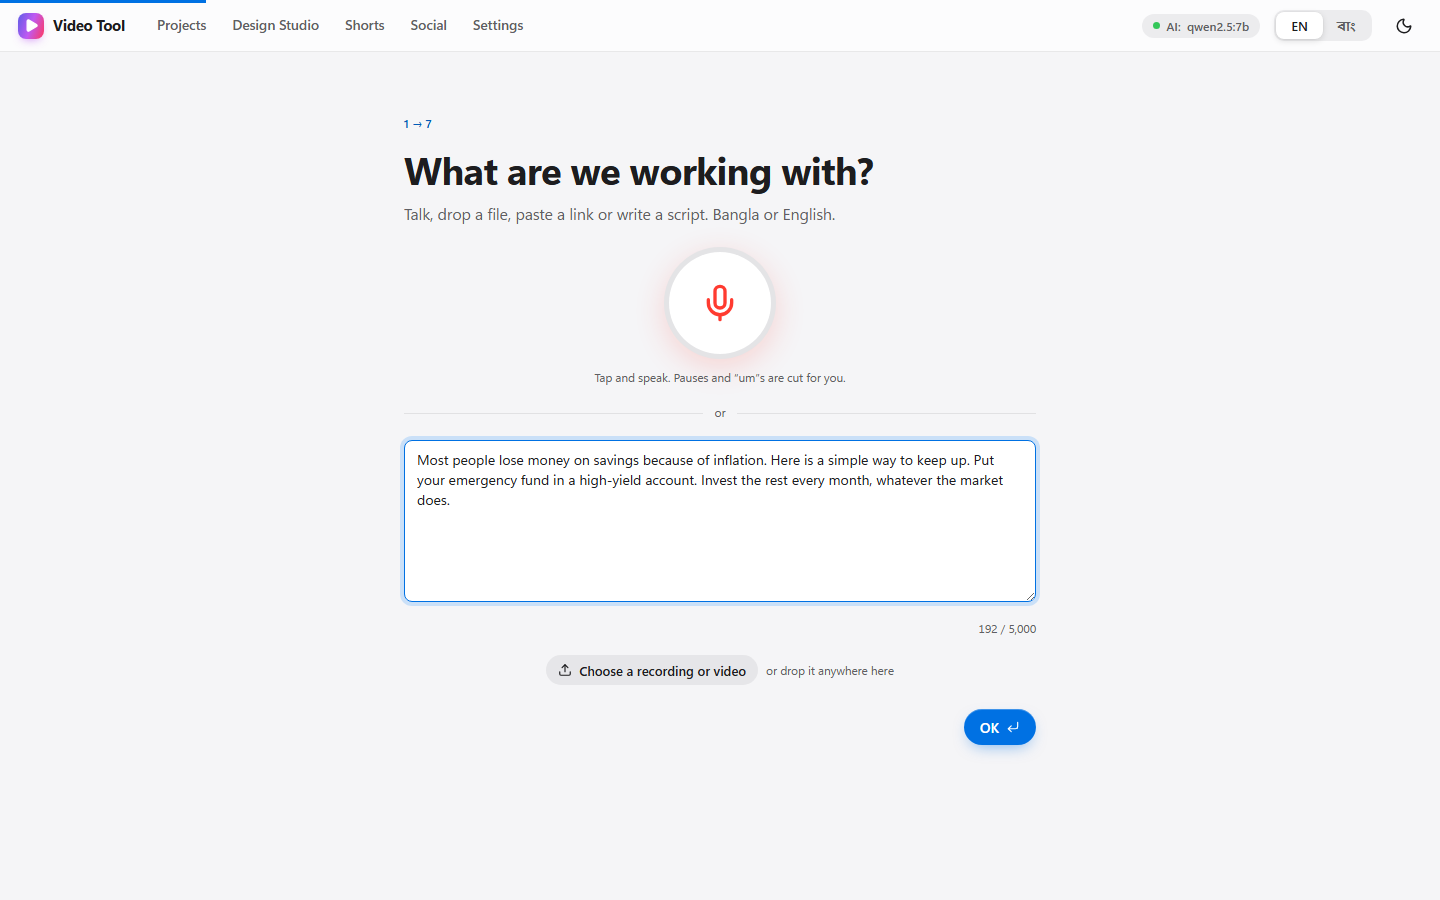 Video Tool
Projects
Design Studio
Shorts
Social
Settings
AI: qwen2.5:7b
EN
বাং
1 → 7
What are we working with?
Talk, drop a file, paste a link or write a script. Bangla or English.
Tap and speak. Pauses and “um”s are cut for you.
or
Most people lose money on savings because of inflation. Here is a simple way to keep up. Put
your emergency fund in a high-yield account. Invest the rest every month, whatever the market
does.
192 / 5,000
Choose a recording or video
or drop it anywhere here
OK ↵